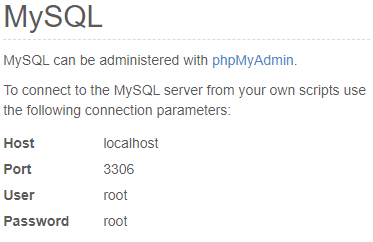 MySQL
MySQL can be administered with phpMyAdmin.
To connect to the MySQL server from your own scripts use
the following connection parameters:
Host localhost
Port 3306
User root
Password root